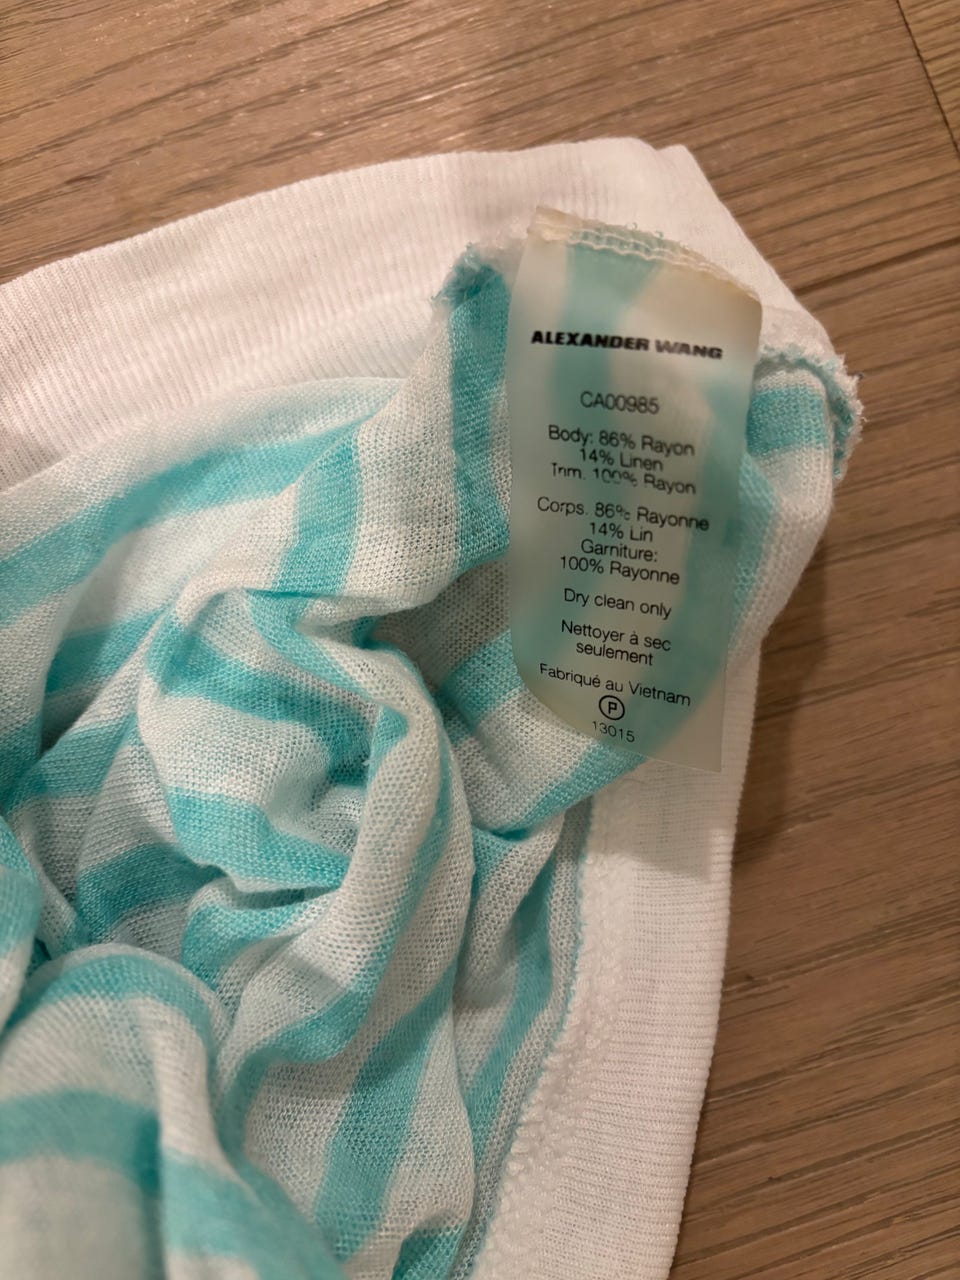 ALEXANDER WANG
CA00985
Body: 86% Rayon
14% Linen
Trim. 100% Rayon
Corps. 86% Rayonne
14% Lin
Garniture:
100% Rayonne
Dry clean only
Nettoyer à sec
seulement
Fabriqué au Vietnam
P
13015